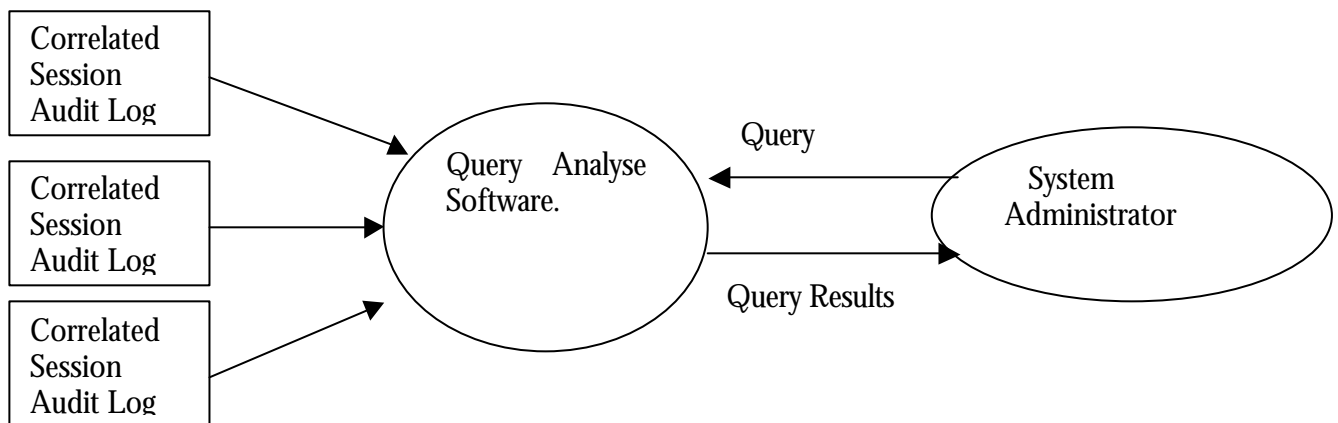 Correlated
Session
Audit Log
Correlated
Session
Audit Log
Correlated
Session
Audit Log
Query Analyse
Software.
Query
Query Results
System
Administrator